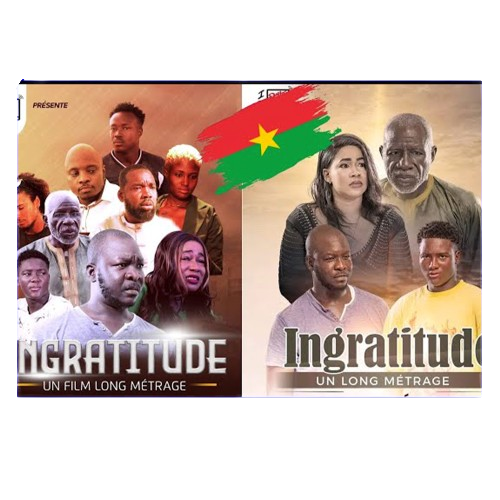 PRÉSENTE
NGRATITUDE
UN FILM LONG MÉTRAGE
Ingratitude
UN LONG MÉTRAGE